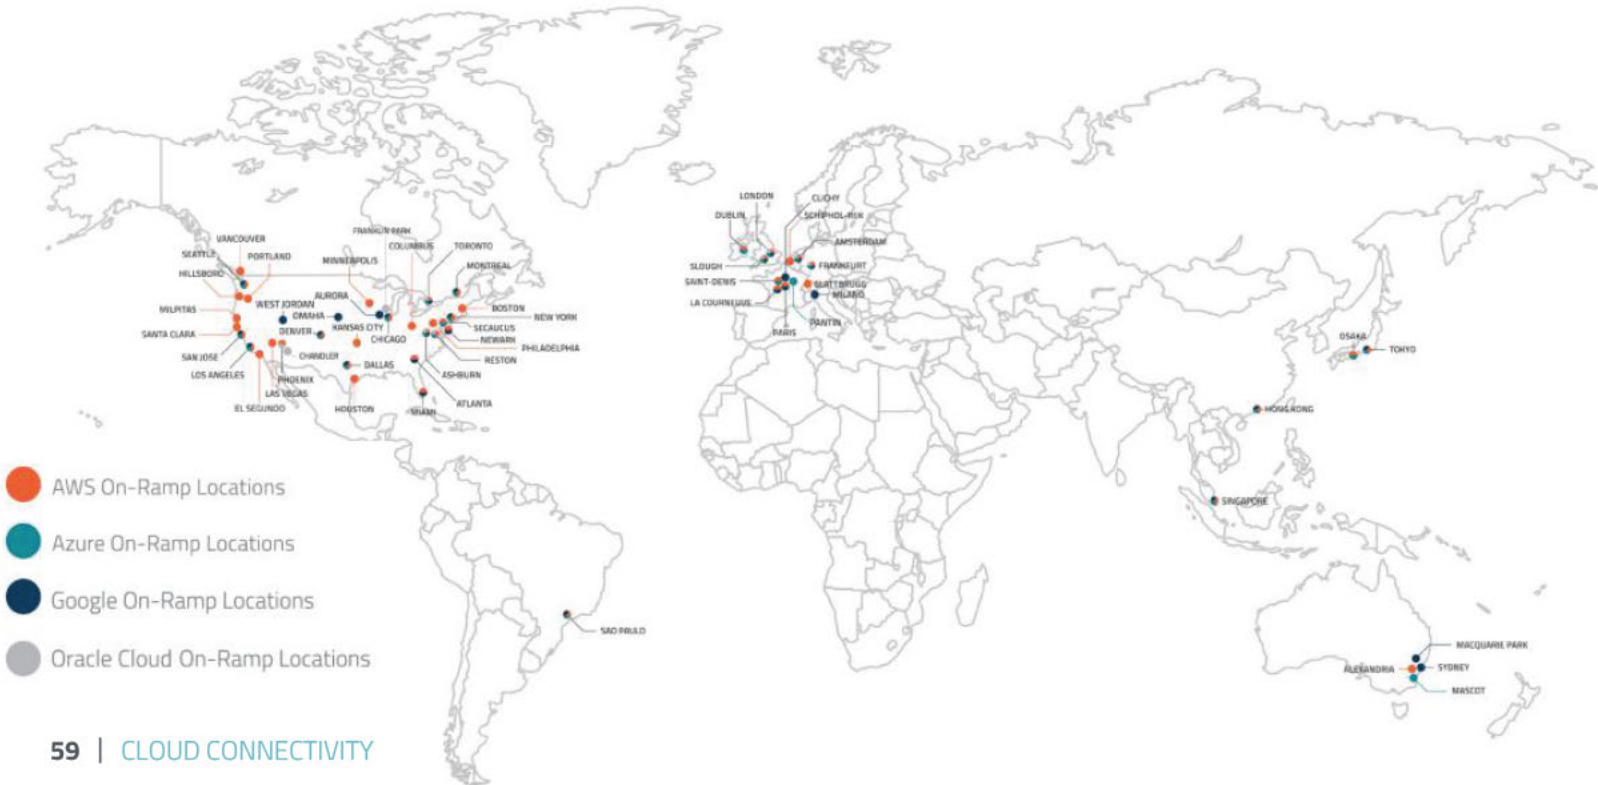 VANCOUVER
SEATTLE
PORTLAND
HILLSBORO
MILPITAS
SANTA CLARA
SAN JOSE
LOS ANGELES
EL SEGUNDO
LAS VEGAS
PHOENIX
CHANDLER
WEST JORDAN
OMAHA
DENVER
AURORA
KANSAS CITY
MINNEAPOLIS
FRANKLIN PARK
COLUMBUS
TORONTO
MONTREAL
BOSTON
NEW YORK
SECAUCUS
NEWARK
PHILADELPHIA
RESTON
ASHBURN
CHICAGO
DALLAS
HOUSTON
MIAMI
ATLANTA
SAO PAULO
LONDON
DUBLIN
CLICHY
SCHIPHOL-RIJK
AMSTERDAM
SLOUGH
FRANKFURT
SAINT-DENIS
GLATTBRUGG
MILANO
LA COURNEUVE
PANTIN
PARIS
OSAKA
TOKYO
HONG KONG
SINGAPORE
MACQUARIE PARK
ALEXANDRIA
SYDNEY
MASCOT
AWS On-Ramp Locations
Azure On-Ramp Locations
Google On-Ramp Locations
Oracle Cloud On-Ramp Locations
59 | CLOUD CONNECTIVITY